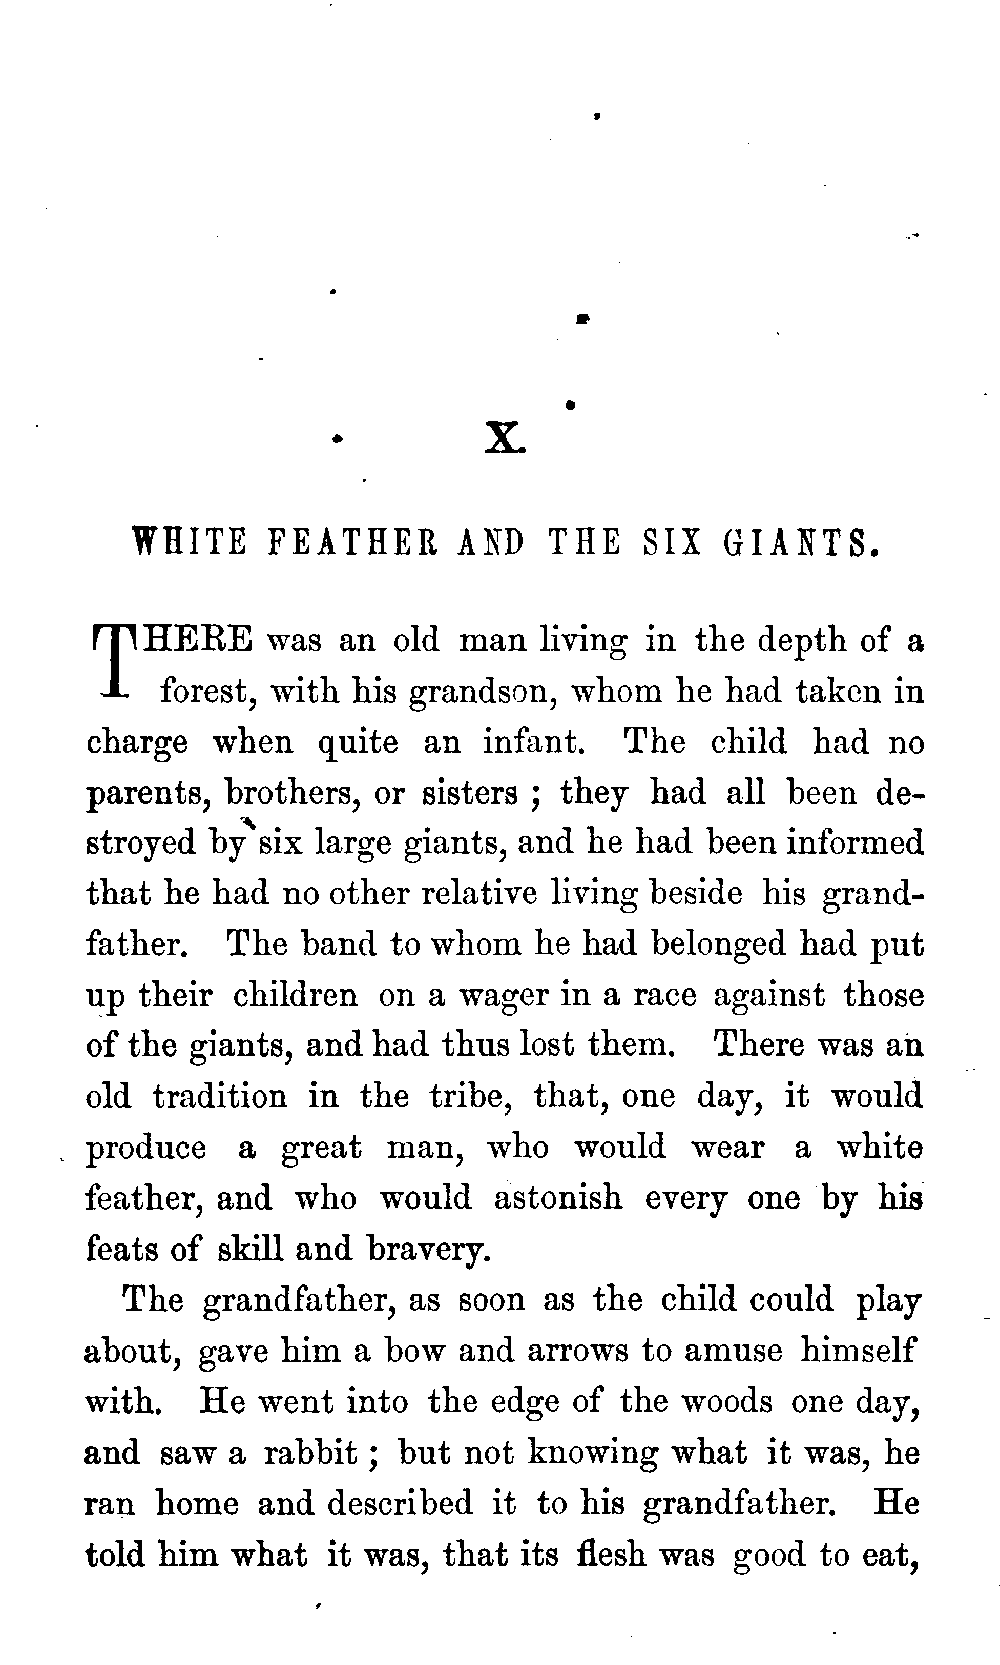 X.
WHITE FEATHER AND THE SIX GIANTS.
THERE was an old man living in the depth of a
forest, with his grandson, whom he had taken in
charge when quite an infant. The child had no
parents, brothers, or sisters ; they had all been de-
stroyed by six large giants, and he had been informed
that he had no other relative living beside his grand-
father. The band to whom he had belonged had put
up their children on a wager in a race against those
of the giants, and had thus lost them. There was an
old tradition in the tribe, that, one day, it would
produce a great man, who would wear a white
feather, and who would astonish every one by his
feats of skill and bravery.
The grandfather, as soon as the child could play
about, gave him a bow and arrows to amuse himself
with. He went into the edge of the woods one day,
and saw a rabbit ; but not knowing what it was, he
ran home and described it to his grandfather. He
told him what it was, that its flesh was good to eat,